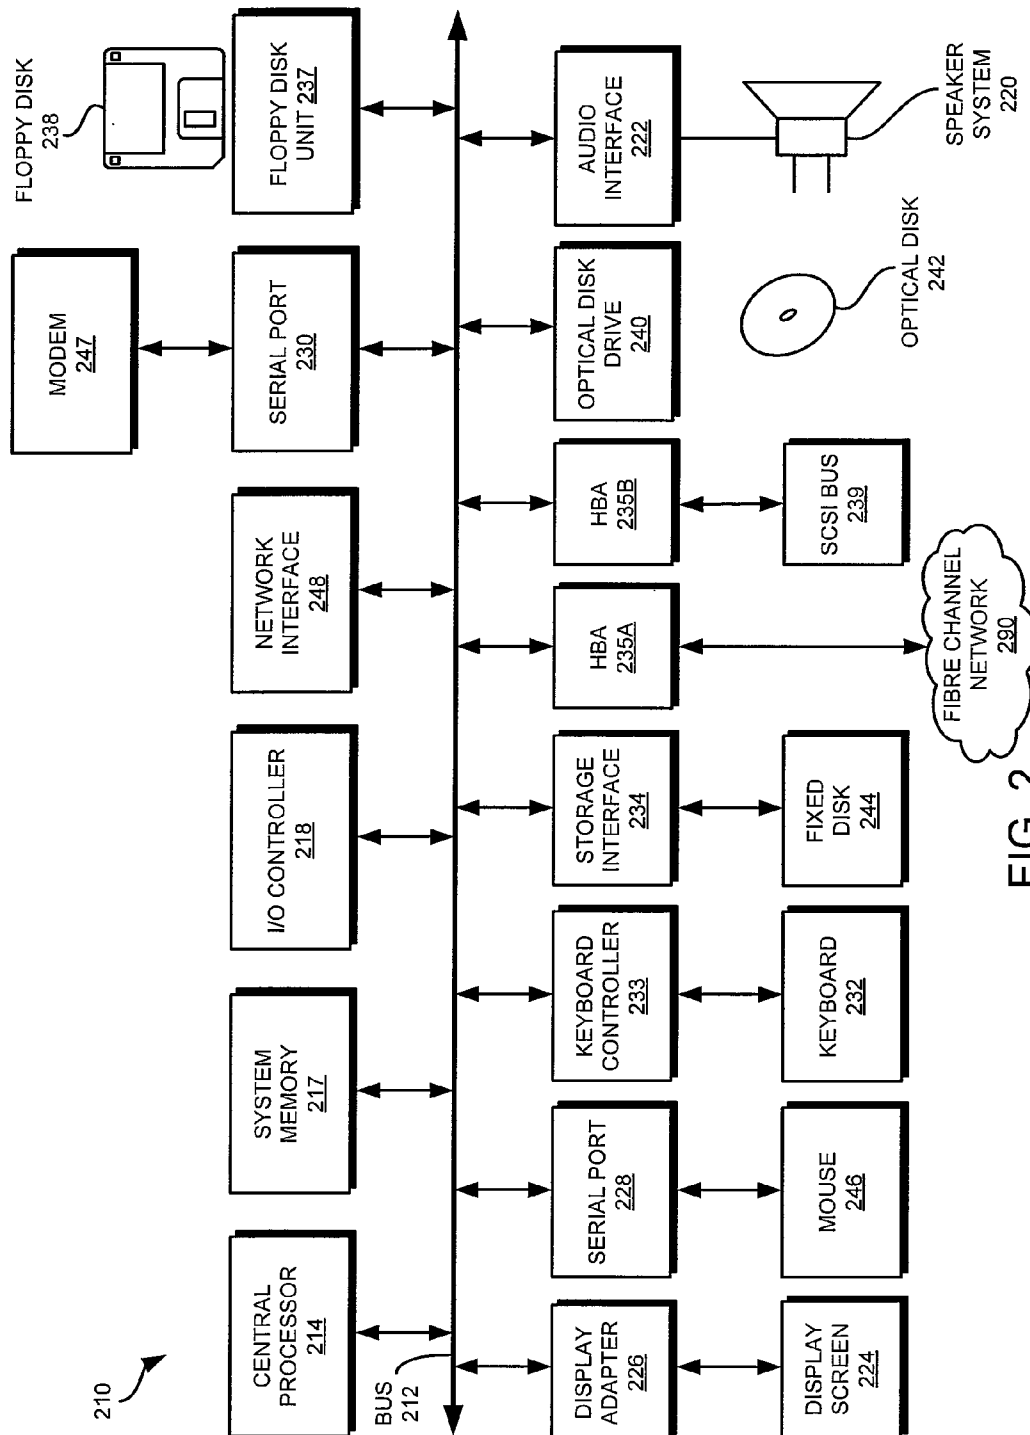 210
CENTRAL
PROCESSOR
214
SYSTEM
MEMORY
217
I/O CONTROLLER
218
NETWORK
INTERFACE
248
MODEM
247
SERIAL PORT
230
FLOPPY DISK
238
FLOPPY DISK
UNIT 237
BUS
212
DISPLAY
ADAPTER
226
SERIAL PORT
228
KEYBOARD
CONTROLLER
233
STORAGE
INTERFACE
234
HBA
235A
HBA
235B
OPTICAL DISK
DRIVE
240
AUDIO
INTERFACE
222
DISPLAY
SCREEN
224
MOUSE
246
KEYBOARD
232
FIXED
DISK
244
FIBRE CHANNEL
NETWORK
290
SCSI BUS
239
OPTICAL DISK
242
SPEAKER
SYSTEM
220
FIG. 2